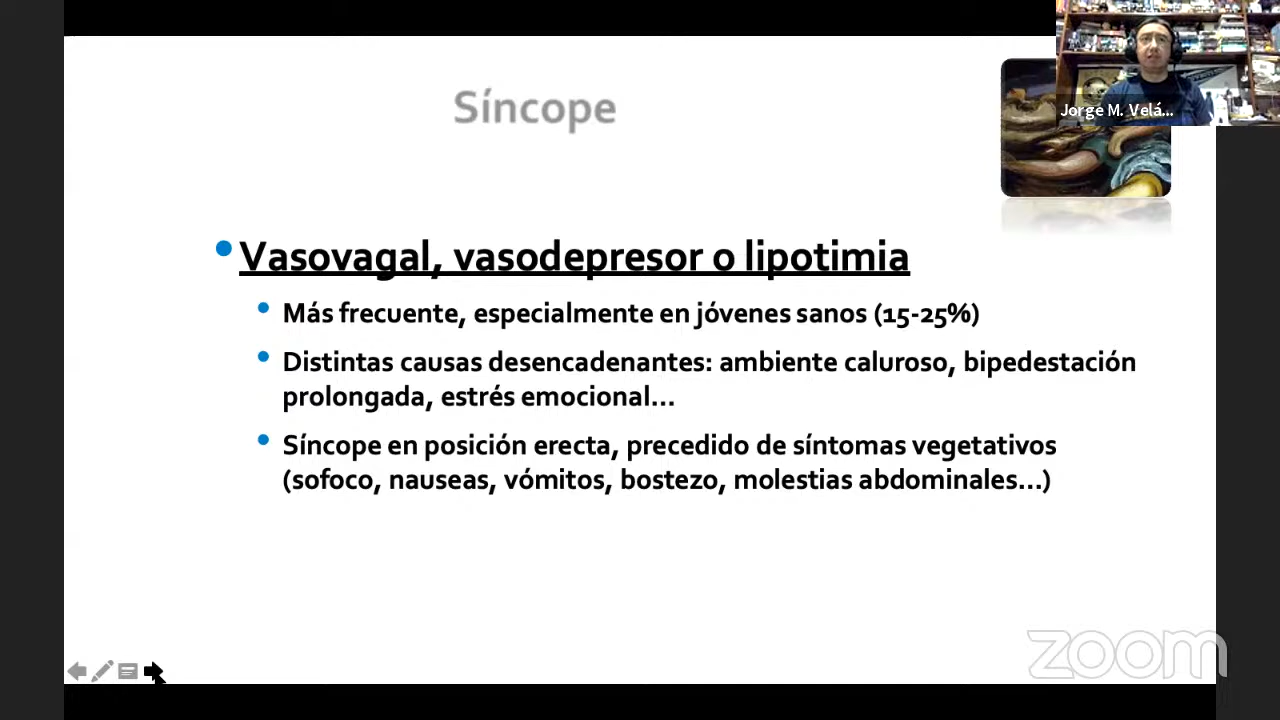 Síncope
Jorge M. Velá...
Vasovagal, vasodepresor o lipotimia
Más frecuente, especialmente en jóvenes sanos (15-25%)
Distintas causas desencadenantes: ambiente caluroso, bipedestación
prolongada, estrés emocional...
Síncope en posición erecta, precedido de síntomas vegetativos
(sofoco, nauseas, vómitos, bostezo, molestias abdominales...)
zoom